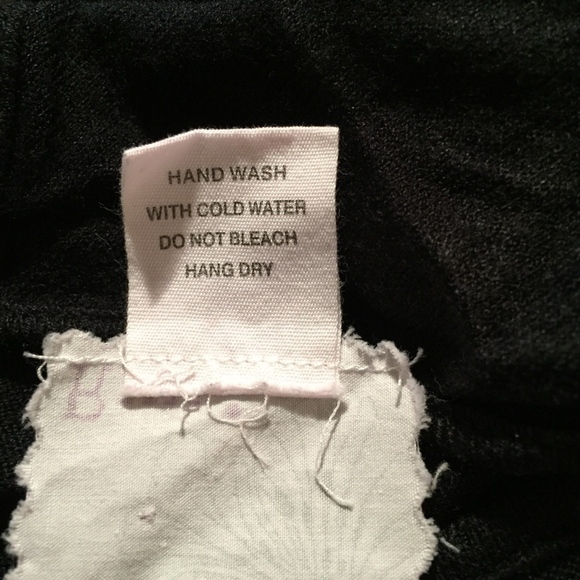 HAND WASH
WITH COLD WATER
DO NOT BLEACH
HANG DRY